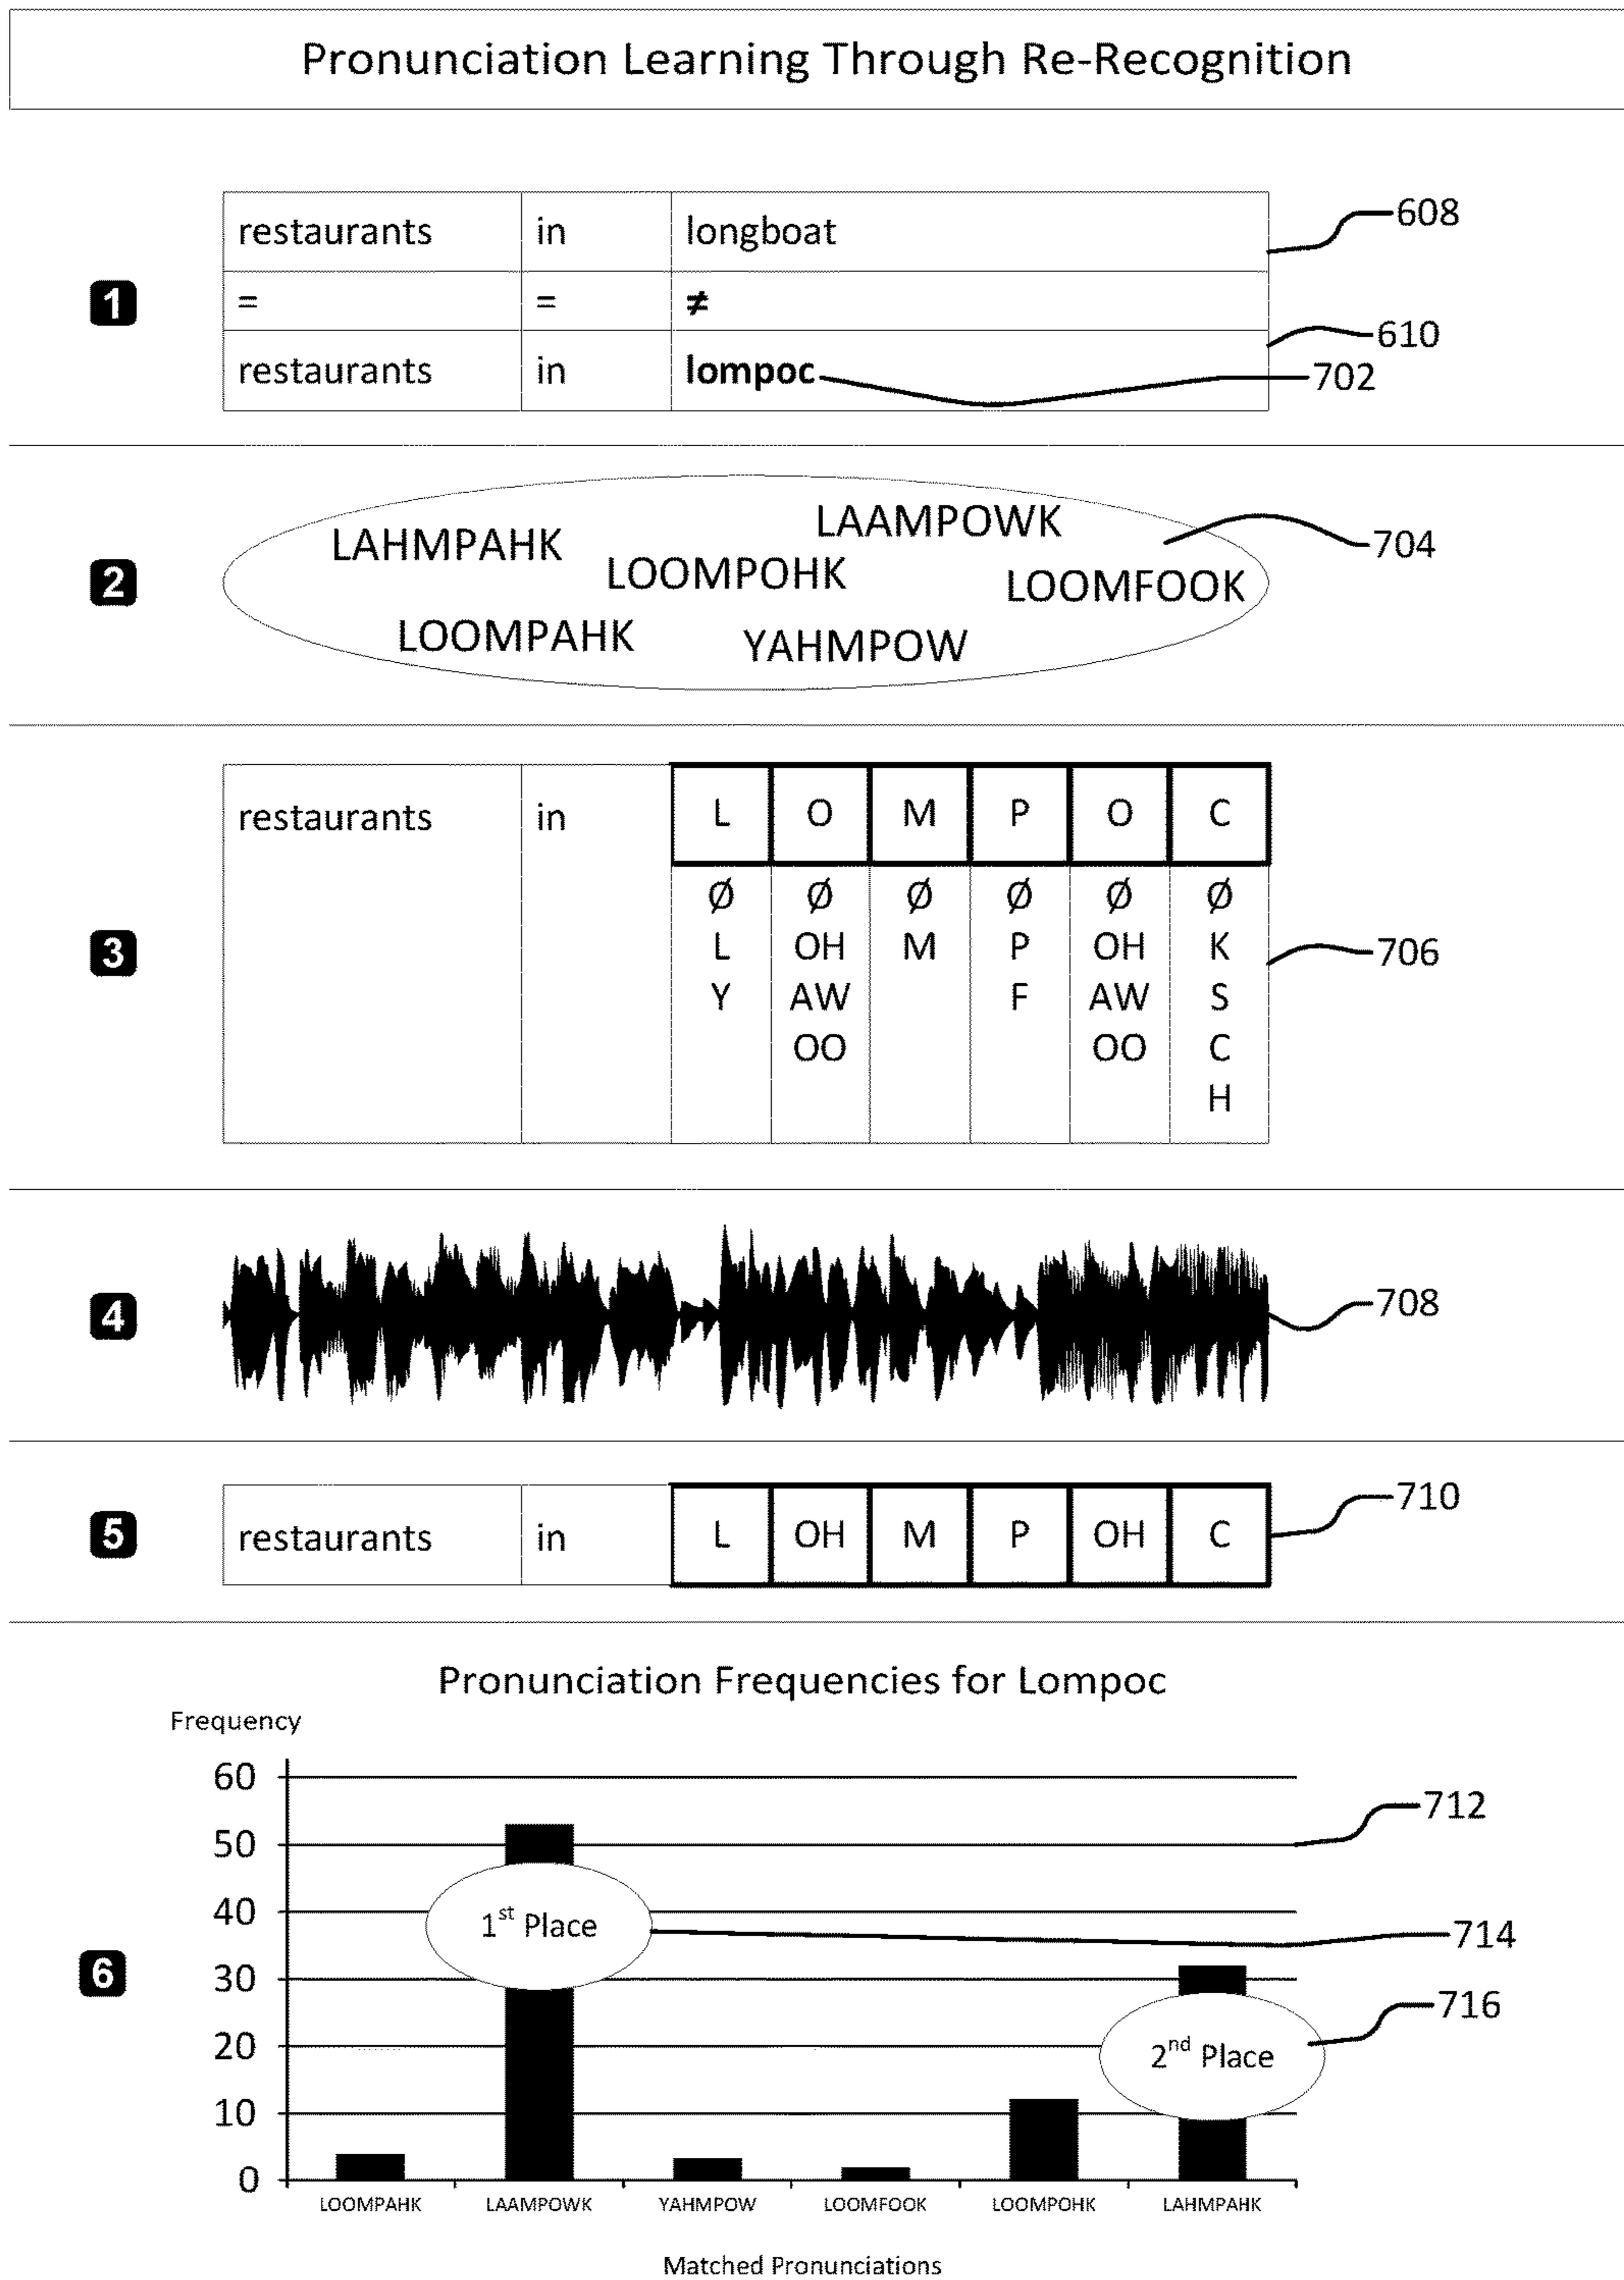 Pronunciation Learning Through Re-Recognition
restaurants in longboat
608
1
= = ≠
610
restaurants in lompoc
702
LAHMPAHK LAAMPOWK
704
2
LOOMPOHK LOOMFOOK
LOOMPAHK YAHMPOW
restaurants in L O M P O C
Ø Ø Ø Ø Ø Ø
3
L OH M P OH K
706
Y AW F AW S
OO OO C
H
4
708
710
5
restaurants in L OH M P OH C
Pronunciation Frequencies for Lompoc
Frequency
60
712
50
40
1st Place
714
6
30
716
20
2nd Place
10
0
LOOMPAHK LAAMPOWK YAHMPOW LOOMFOOK LOOMPOHK LAHMPAHK
Matched Pronunciations